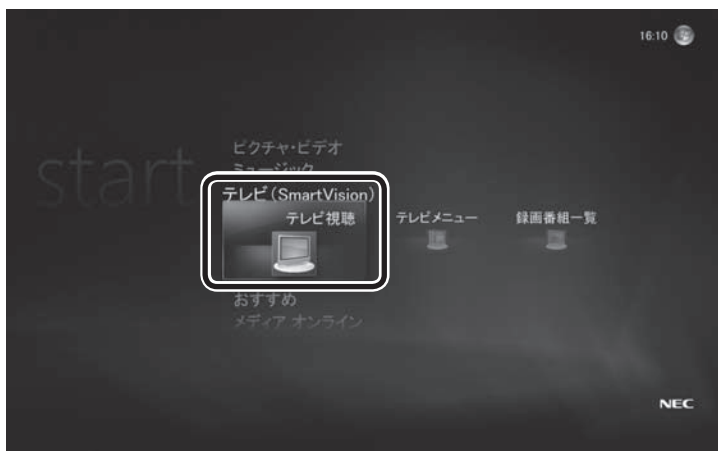 16:10
start
ピクチャ・ビデオ
ミュージック
テレビ（SmartVision）
テレビ視聴
テレビメニュー
録画番組一覧
おすすめ
メディア オンライン
NEC